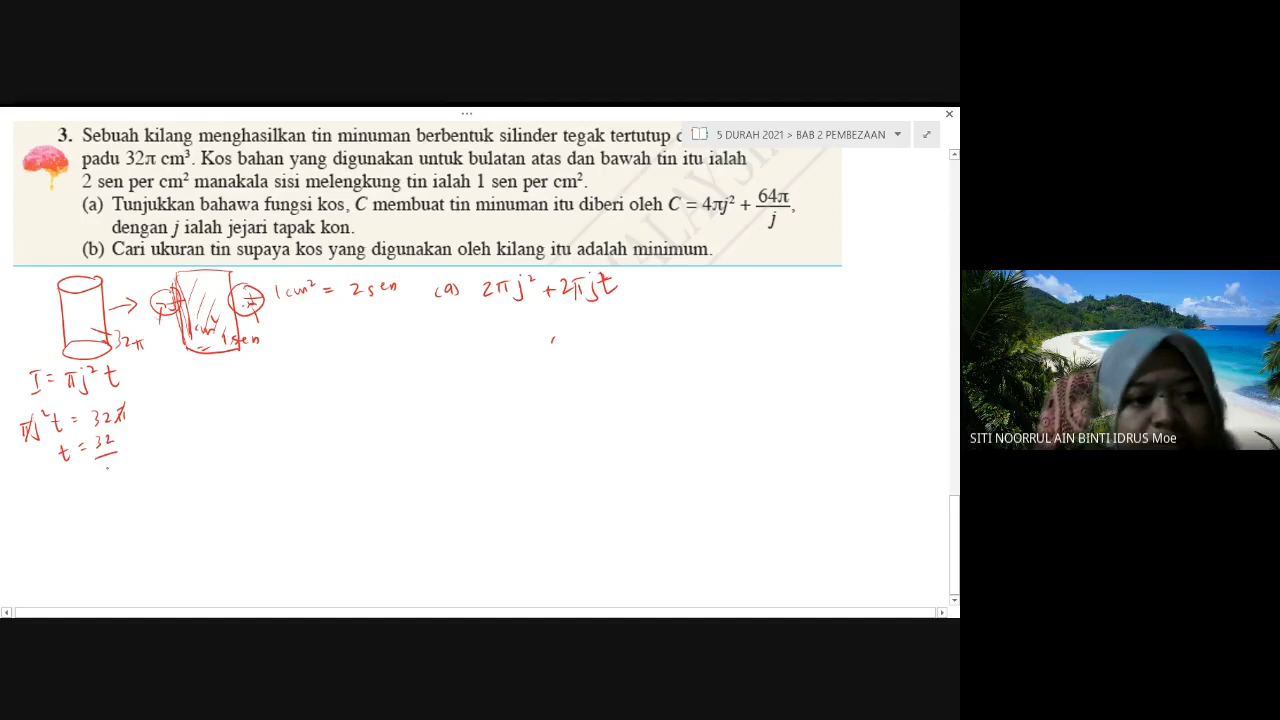 5 DURAH 2021 > BAB 2 PEMBEZAAN
3. Sebuah kilang menghasilkan tin minuman berbentuk silinder tegak tertutup
padu 32π cm³. Kos bahan yang digunakan untuk bulatan atas dan bawah tin itu ialah
2 sen per cm² manakala sisi melengkung tin ialah 1 sen per cm².
(a) Tunjukkan bahawa fungsi kos, C membuat tin minuman itu diberi oleh C = 4πj² + 64π/j,
dengan j ialah jejari tapak kon.
(b) Cari ukuran tin supaya kos yang digunakan oleh kilang itu adalah minimum.
1 cm² = 2 sen
(a) 2πj² + 2πjt
32π
1 sen
I = πj²t
πj²t = 32π
t = 32
SITI NOORRUL AIN BINTI IDRUS Moe